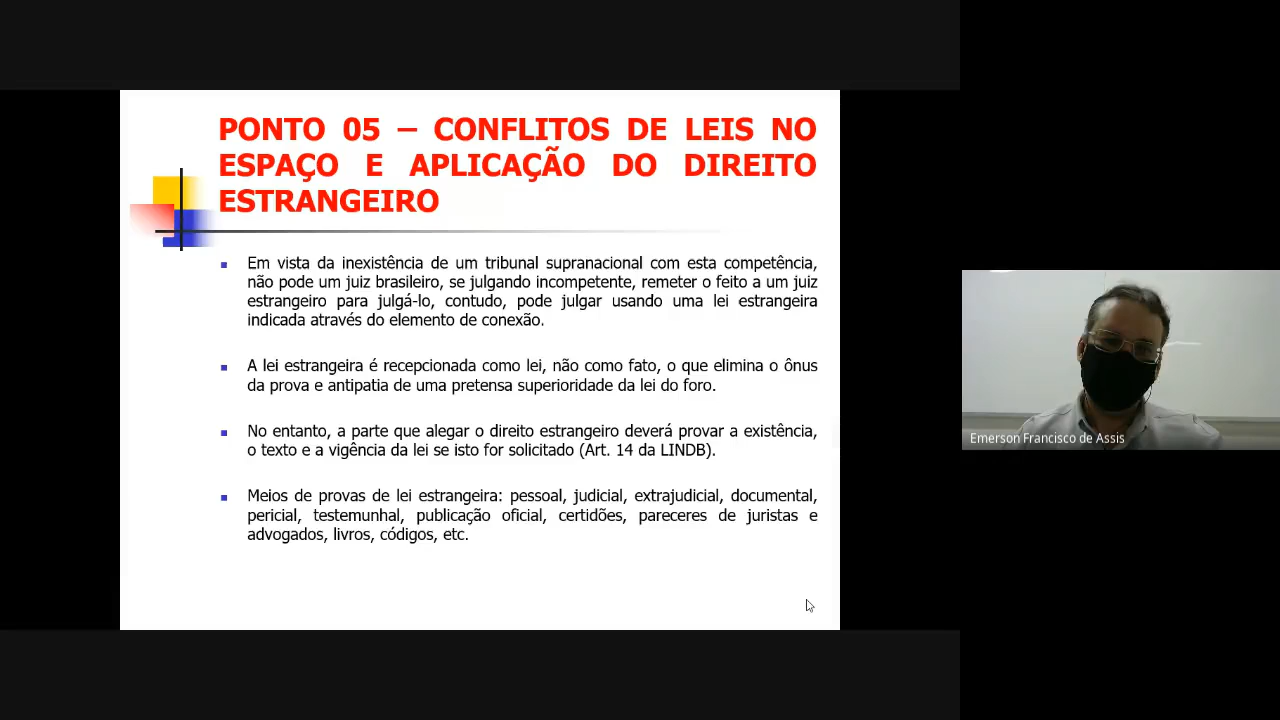 PONTO 05 – CONFLITOS DE LEIS NO
ESPAÇO E APLICAÇÃO DO DIREITO
ESTRANGEIRO
Em vista da inexistência de um tribunal supranacional com esta competência,
não pode um juiz brasileiro, se julgando incompetente, remeter o feito a um juiz
estrangeiro para julgá-lo, contudo, pode julgar usando uma lei estrangeira
indicada através do elemento de conexão.
A lei estrangeira é recepcionada como lei, não como fato, o que elimina o ônus
da prova e antipatia de uma pretensa superioridade da lei do foro.
No entanto, a parte que alegar o direito estrangeiro deverá provar a existência,
o texto e a vigência da lei se isto for solicitado (Art. 14 da LINDB).
Meios de provas de lei estrangeira: pessoal, judicial, extrajudicial, documental,
pericial, testemunhal, publicação oficial, certidões, pareceres de juristas e
advogados, livros, códigos, etc.
Emerson Francisco de Assis